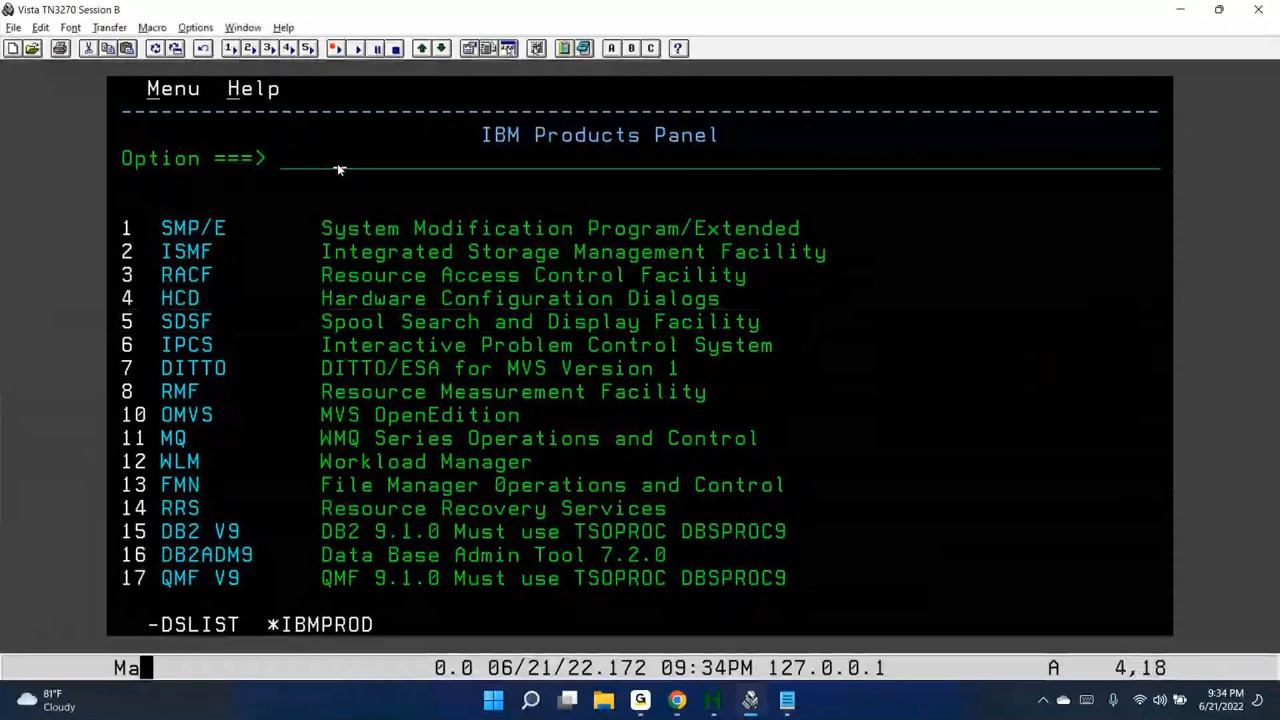 Vista TN3270 Session B
File Edit Font Transfer Macro Options Window Help
1 2 3 4 5 A B C ?
Menu Help
IBM Products Panel
Option ===>
1 SMP/E System Modification Program/Extended
2 ISMF Integrated Storage Management Facility
3 RACF Resource Access Control Facility
4 HCD Hardware Configuration Dialogs
5 SDSF Spool Search and Display Facility
6 IPCS Interactive Problem Control System
7 DITTO DITTO/ESA for MVS Version 1
8 RMF Resource Measurement Facility
10 OMVS MVS OpenEdition
11 MQ WMQ Series Operations and Control
12 WLM Workload Manager
13 FMN File Manager Operations and Control
14 RRS Resource Recovery Services
15 DB2 V9 DB2 9.1.0 Must use TSOPROC DBSPROC9
16 DB2ADM9 Data Base Admin Tool 7.2.0
17 QMF V9 QMF 9.1.0 Must use TSOPROC DBSPROC9
-DSLIST *IBMPROD
Ma 0.0 06/21/22.172 09:34PM 127.0.0.1 A 4,18
81°F
Cloudy
9:34 PM
6/21/2022